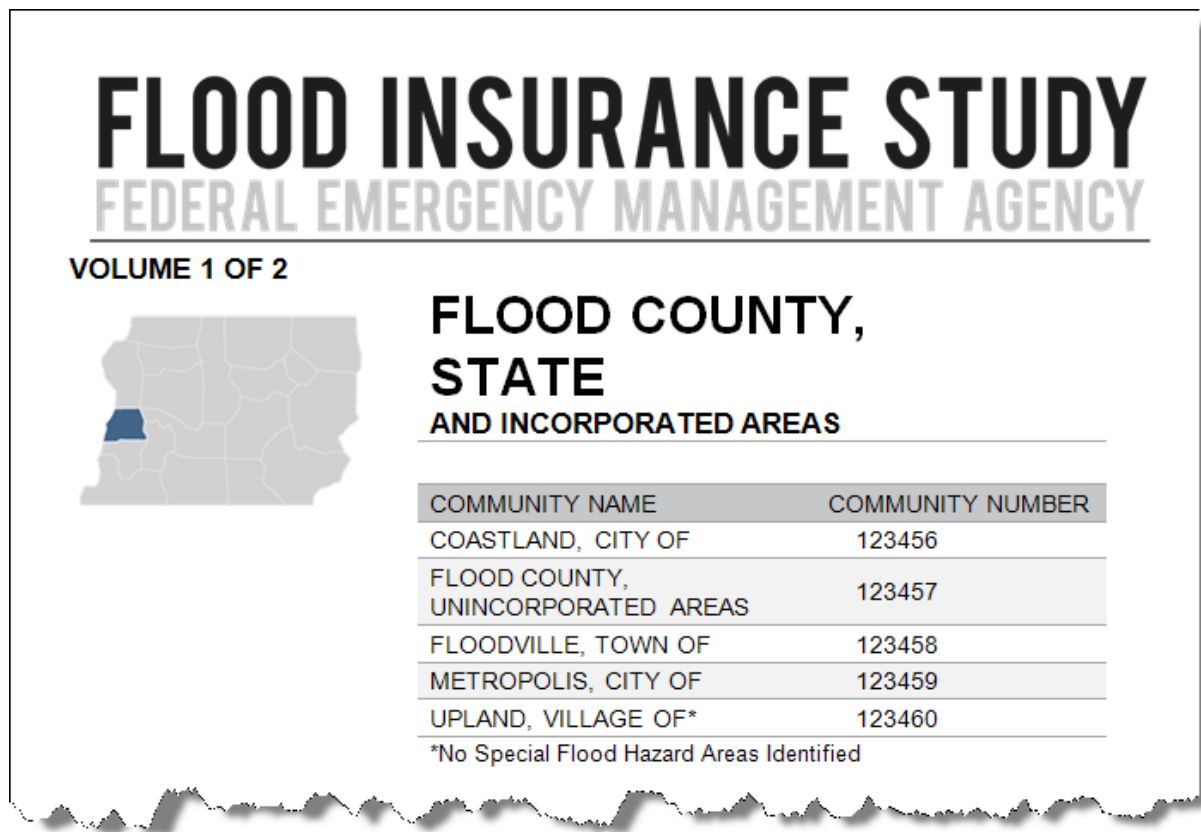 FLOOD INSURANCE STUDY
FEDERAL EMERGENCY MANAGEMENT AGENCY
VOLUME 1 OF 2
FLOOD COUNTY,
STATE
AND INCORPORATED AREAS
COMMUNITY NAME COMMUNITY NUMBER
COASTLAND, CITY OF 123456
FLOOD COUNTY,
UNINCORPORATED AREAS 123457
FLOODVILLE, TOWN OF 123458
METROPOLIS, CITY OF 123459
UPLAND, VILLAGE OF* 123460
*No Special Flood Hazard Areas Identified